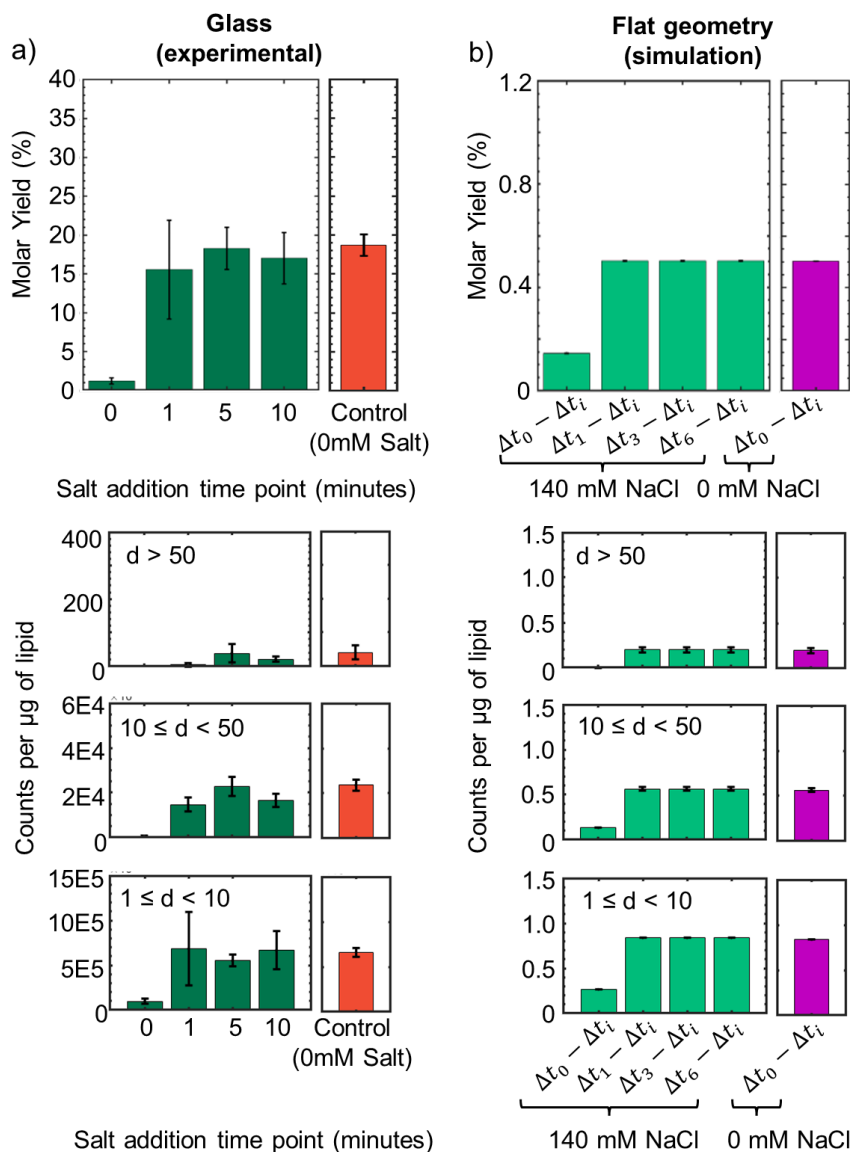 Glass
(experimental)
a)
Molar Yield (%)
40
35
30
25
20
15
10
5
0
0 1 5 10
Control
(0mM Salt)
Salt addition time point (minutes)
Flat geometry
(simulation)
b)
Molar Yield (%)
1.2
0.8
0.4
0
Δt₀ − Δtᵢ
Δt₁ − Δtᵢ
Δt₃ − Δtᵢ
Δt₆ − Δtᵢ
Δt₀ − Δtᵢ
140 mM NaCl 0 mM NaCl
Counts per µg of lipid
400
200
0
d > 50
6E4
4E4
2E4
0
10 ≤ d < 50
15E5
10E5
5E5
0
1 ≤ d < 10
0 1 5 10
Control
(0mM Salt)
Salt addition time point (minutes)
Counts per µg of lipid
1.5
1.0
0.5
0
d > 50
1.5
1.0
0.5
0
10 ≤ d < 50
1.5
1.0
0.5
0
1 ≤ d < 10
Δt₀ − Δtᵢ
Δt₁ − Δtᵢ
Δt₃ − Δtᵢ
Δt₆ − Δtᵢ
Δt₀ − Δtᵢ
140 mM NaCl 0 mM NaCl